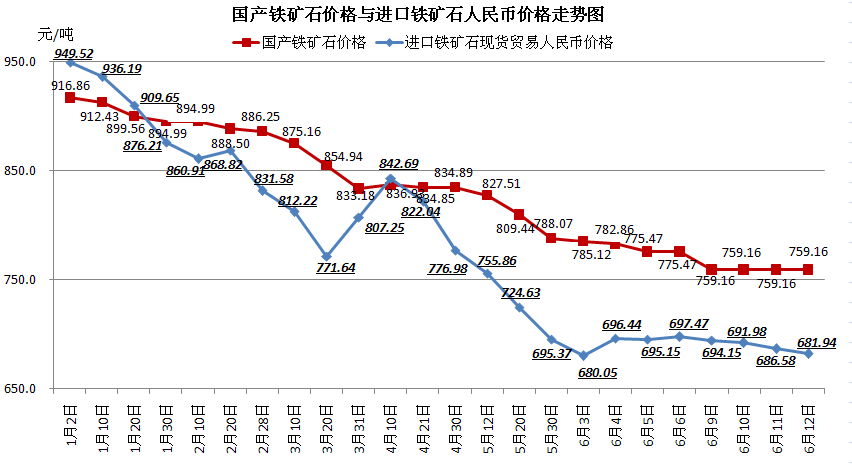 国产铁矿石价格与进口铁矿石人民币价格走势图
元/吨
国产铁矿石价格 进口铁矿石现货贸易人民币价格
950.0
850.0
750.0
650.0
949.52
936.19
909.65
876.21
860.91
868.82
831.58
812.22
771.64
807.25
842.69
822.04
776.98
755.86
724.63
695.37
680.05
696.44
695.15
697.47
694.15
691.98
686.58
681.94
916.86
912.43
899.56
894.99
894.99
888.50
886.25
875.16
854.94
833.18
836.93
834.85
834.89
827.51
809.44
788.07
785.12
782.86
775.47
775.47
759.16
759.16
759.16
759.16
1月2日
1月10日
1月20日
1月30日
2月10日
2月20日
2月28日
3月10日
3月20日
3月31日
4月10日
4月21日
4月30日
5月12日
5月20日
5月30日
6月3日
6月4日
6月5日
6月6日
6月9日
6月10日
6月11日
6月12日